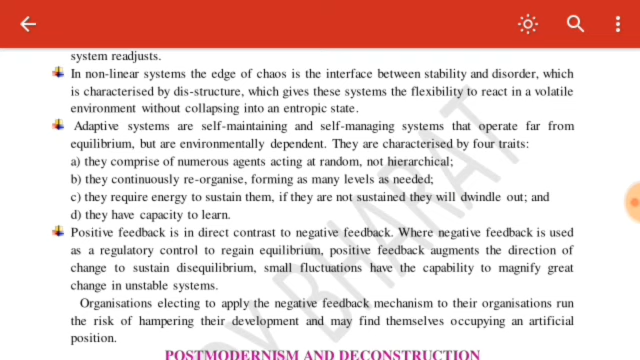 system readjusts.
In non-linear systems the edge of chaos is the interface between stability and disorder, which
is characterised by dis-structure, which gives these systems the flexibility to react in a volatile
environment without collapsing into an entropic state.
Adaptive systems are self-maintaining and self-managing systems that operate far from
equilibrium, but are environmentally dependent. They are characterised by four traits:
a) they comprise of numerous agents acting at random, not hierarchical;
b) they continuously re-organise, forming as many levels as needed;
c) they require energy to sustain them, if they are not sustained they will dwindle out; and
d) they have capacity to learn.
Positive feedback is in direct contrast to negative feedback. Where negative feedback is used
as a regulatory control to regain equilibrium, positive feedback augments the direction of
change to sustain disequilibrium, small fluctuations have the capability to magnify great
change in unstable systems.
Organisations electing to apply the negative feedback mechanism to their organisations run
the risk of hampering their development and may find themselves occupying an artificial
position.
POSTMODERNISM AND DECONSTRUCTION
BHARAT